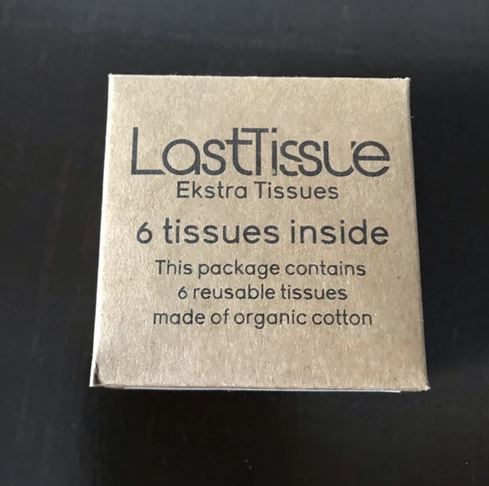 LastTissue
Ekstra Tissues
6 tissues inside
This package contains
6 reusable tissues
made of organic cotton